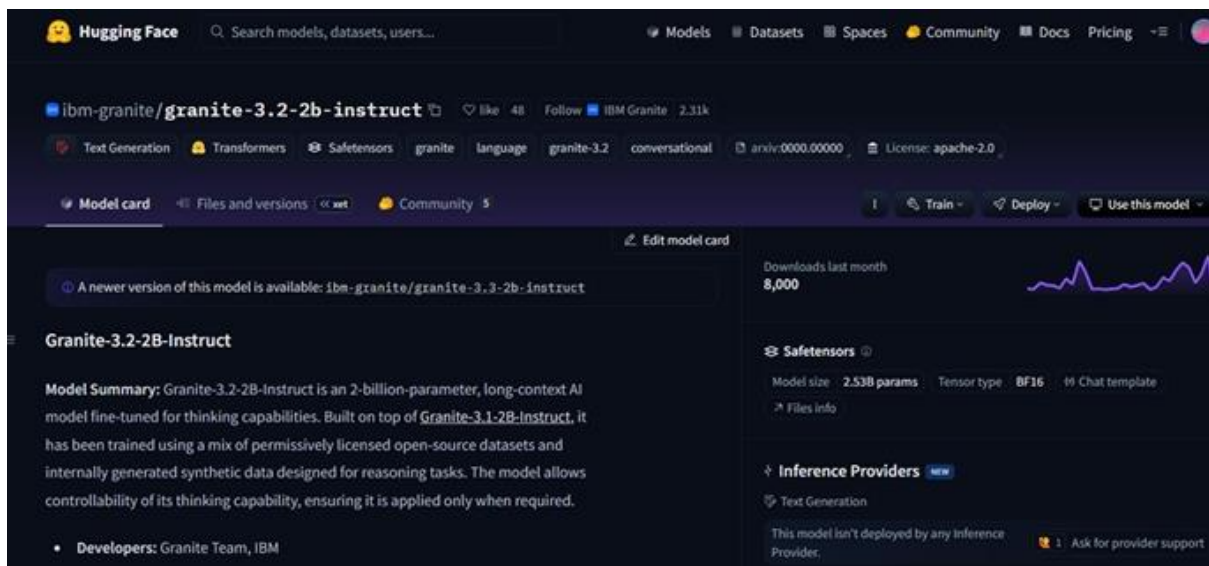 Hugging Face
Search models, datasets, users...
Models
Datasets
Spaces
Community
Docs
Pricing
ibm-granite/granite-3.2-2b-instruct
like 48
Follow IBM Granite 2.31k
Text Generation
Transformers
Safetensors
granite
language
granite-3.2
conversational
arxiv:0000.00000
License: apache-2.0
Model card
Files and versions
xet
Community 5
Train
Deploy
Use this model
Edit model card
A newer version of this model is available: ibm-granite/granite-3.3-2b-instruct
Granite-3.2-2B-Instruct
Model Summary: Granite-3.2-2B-Instruct is an 2-billion-parameter, long-context AI
model fine-tuned for thinking capabilities. Built on top of Granite-3.1-2B-Instruct, it
has been trained using a mix of permissively licensed open-source datasets and
internally generated synthetic data designed for reasoning tasks. The model allows
controllability of its thinking capability, ensuring it is applied only when required.
• Developers: Granite Team, IBM
Downloads last month
8,000
Safetensors
Model size 2.53B params
Tensor type BF16
Chat template
Files info
Inference Providers NEW
Text Generation
This model isn't deployed by any Inference
Provider.
1 Ask for provider support